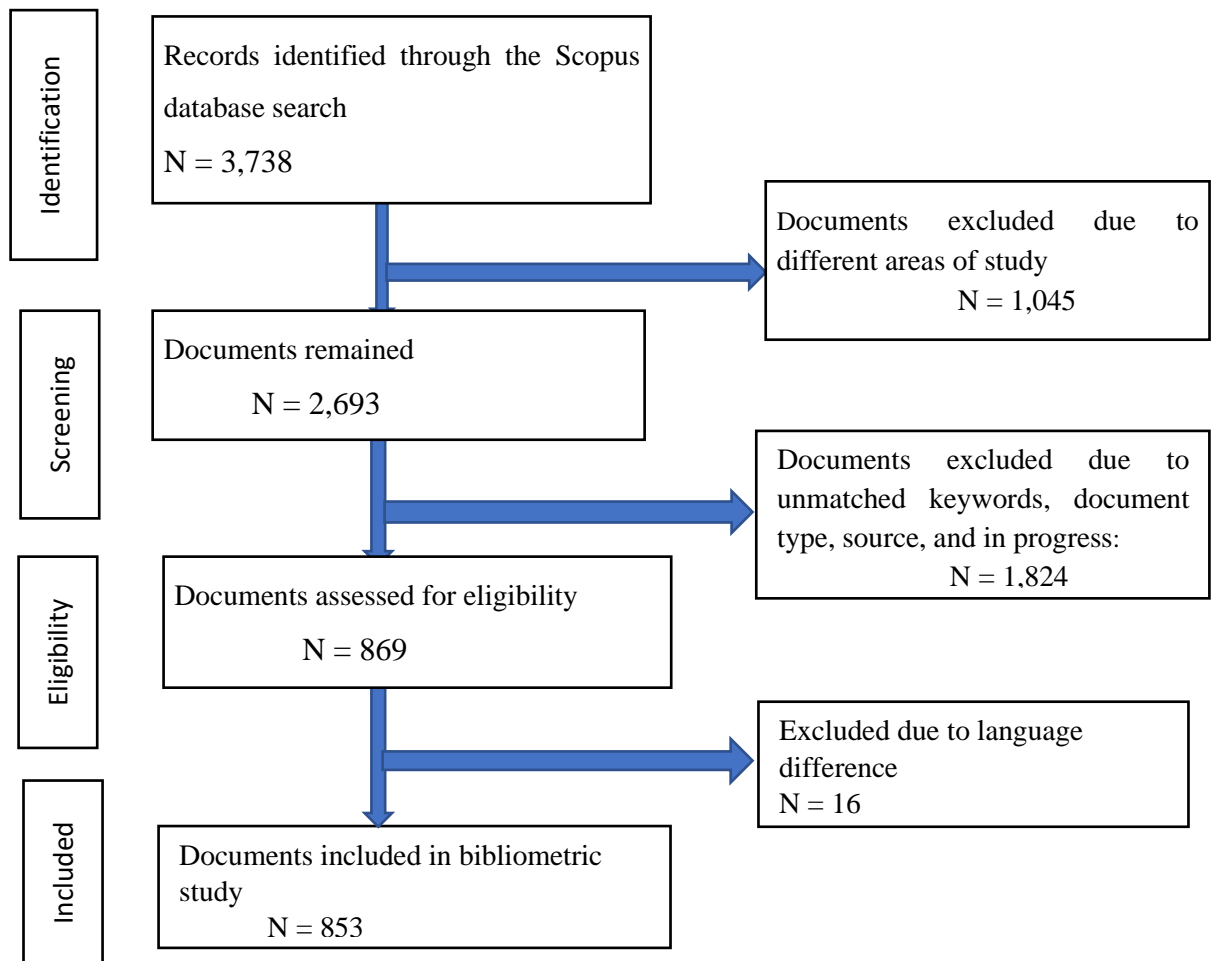 Identification
Records identified through the Scopus
database search
N = 3,738
Documents excluded due to
different areas of study
N = 1,045
Screening
Documents remained
N = 2,693
Documents excluded due to
unmatched keywords, document
type, source, and in progress:
N = 1,824
Eligibility
Documents assessed for eligibility
N = 869
Excluded due to language
difference
N = 16
Included
Documents included in bibliometric
study
N = 853